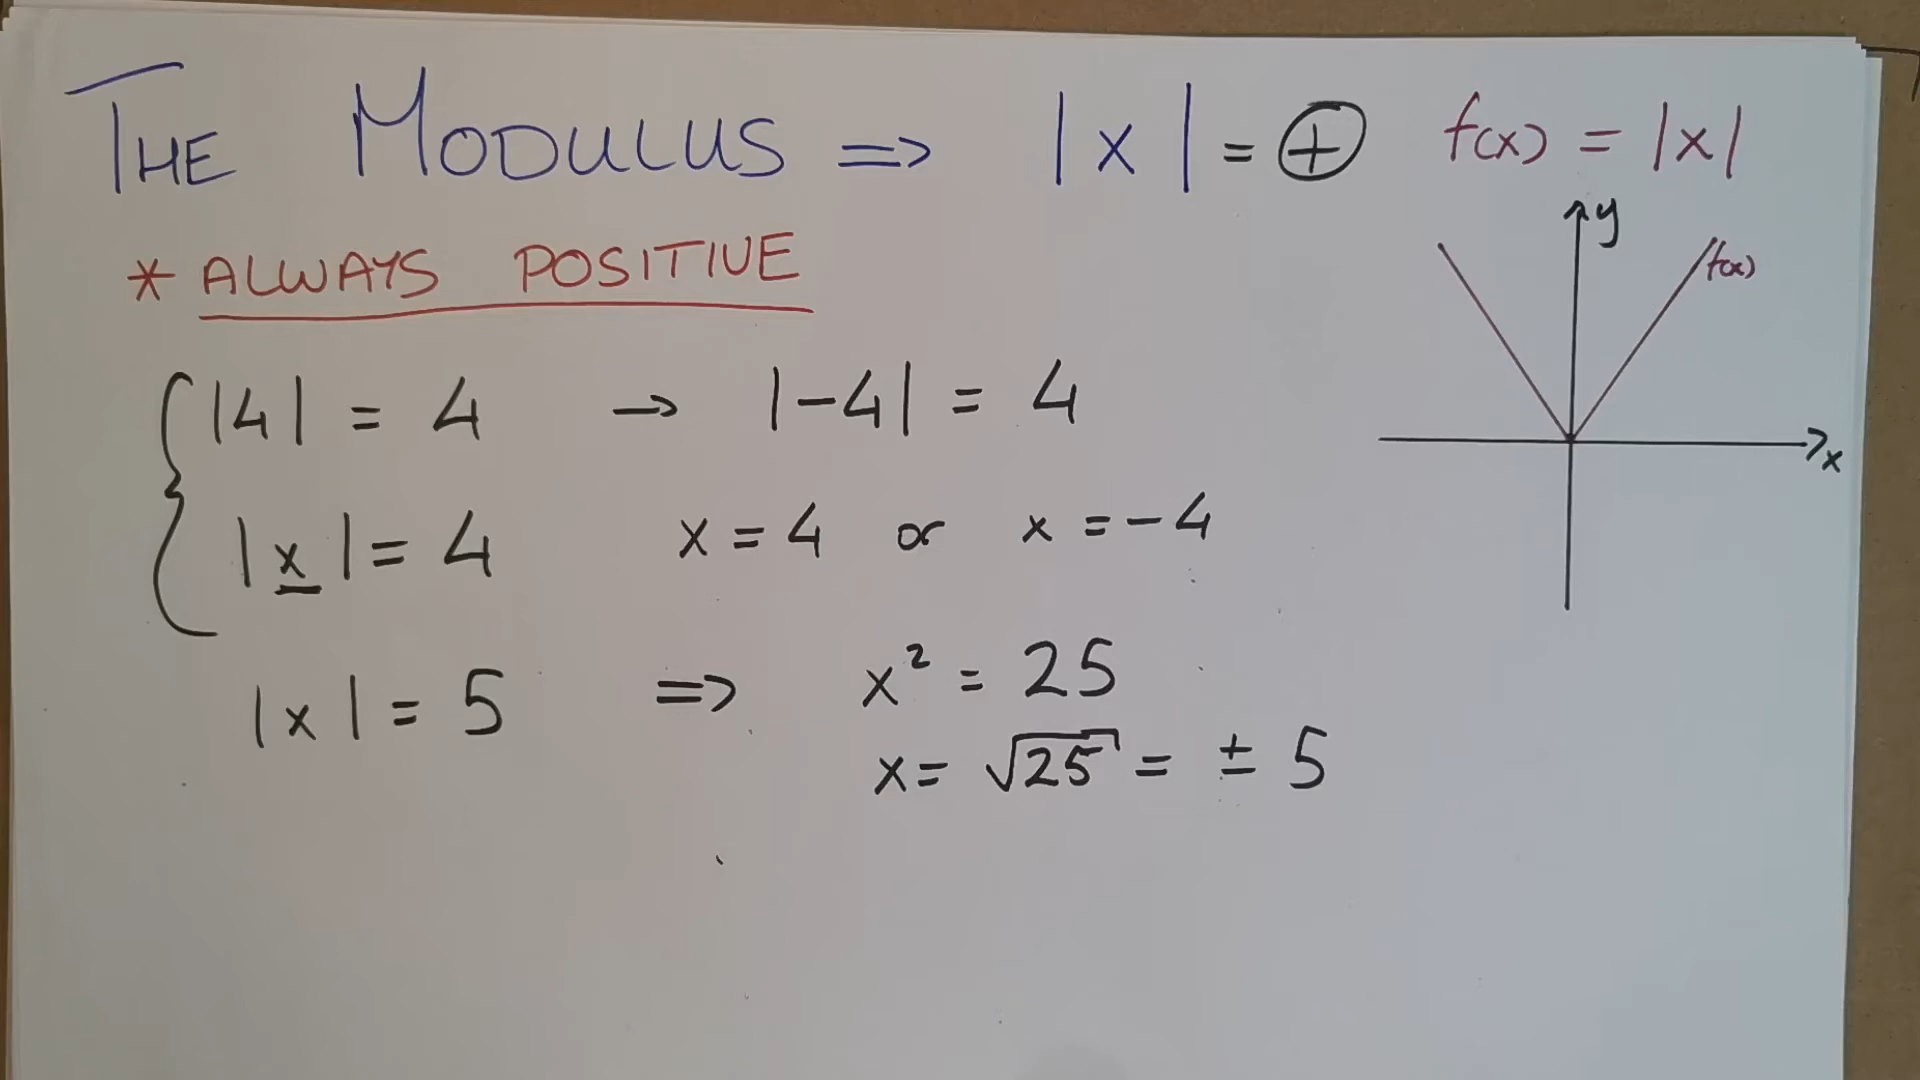 THE MODULUS => |x| = ⊕ f(x) = |x|
* ALWAYS POSITIVE
y
f(x)
x
|4| = 4 → |-4| = 4
|x| = 4 x = 4 or x = -4
|x| = 5 => x² = 25
x = √25 = ± 5